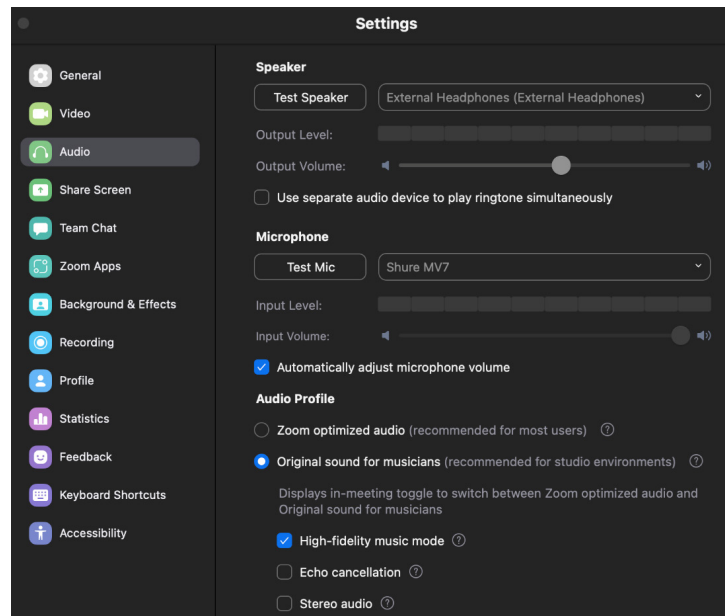 Settings
General
Video
Audio
Share Screen
Team Chat
Zoom Apps
Background & Effects
Recording
Profile
Statistics
Feedback
Keyboard Shortcuts
Accessibility
Speaker
Test Speaker
External Headphones (External Headphones)
Output Level:
Output Volume:
Use separate audio device to play ringtone simultaneously
Microphone
Test Mic
Shure MV7
Input Level:
Input Volume:
Automatically adjust microphone volume
Audio Profile
Zoom optimized audio (recommended for most users) ?
Original sound for musicians (recommended for studio environments) ?
Displays in-meeting toggle to switch between Zoom optimized audio and
Original sound for musicians
High-fidelity music mode ?
Echo cancellation ?
Stereo audio ?